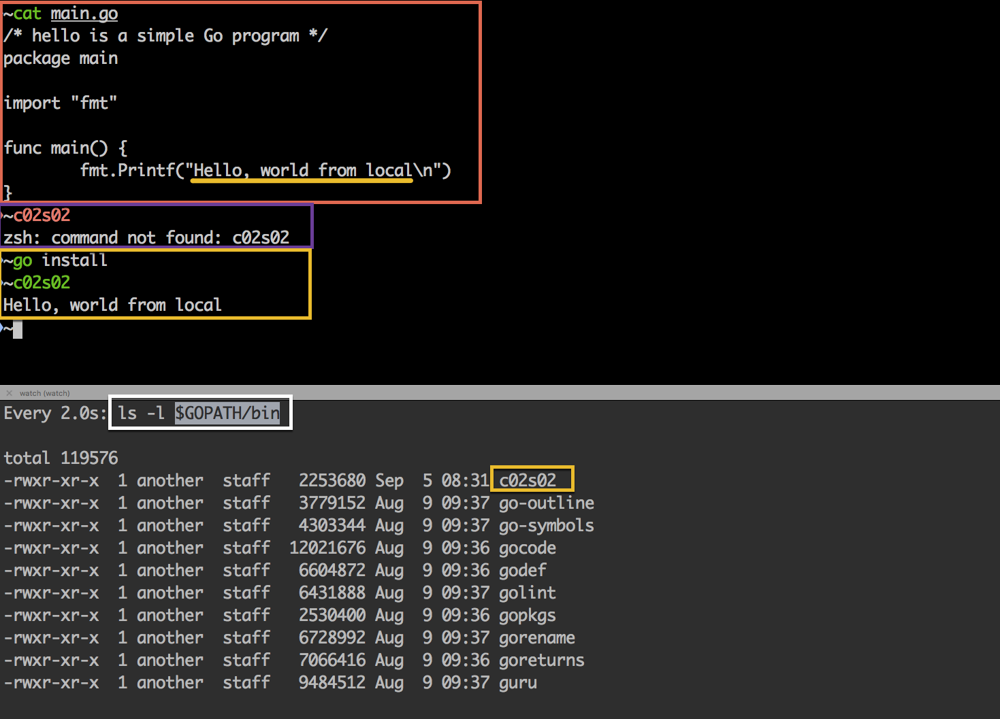 ~cat main.go
/* hello is a simple Go program */
package main
import "fmt"
func main() {
        fmt.Printf("Hello, world from local\n")
}
~c02s02
zsh: command not found: c02s02
~go install
~c02s02
Hello, world from local
~
× watch (watch)
Every 2.0s: ls -l $GOPATH/bin
total 119576
-rwxr-xr-x  1 another  staff   2253680 Sep  5 08:31 c02s02
-rwxr-xr-x  1 another  staff   3779152 Aug  9 09:37 go-outline
-rwxr-xr-x  1 another  staff   4303344 Aug  9 09:37 go-symbols
-rwxr-xr-x  1 another  staff  12021676 Aug  9 09:36 gocode
-rwxr-xr-x  1 another  staff   6604872 Aug  9 09:36 godef
-rwxr-xr-x  1 another  staff   6431888 Aug  9 09:37 golint
-rwxr-xr-x  1 another  staff   2530400 Aug  9 09:36 gopkgs
-rwxr-xr-x  1 another  staff   6728992 Aug  9 09:37 gorename
-rwxr-xr-x  1 another  staff   7066416 Aug  9 09:36 goreturns
-rwxr-xr-x  1 another  staff   9484512 Aug  9 09:37 guru